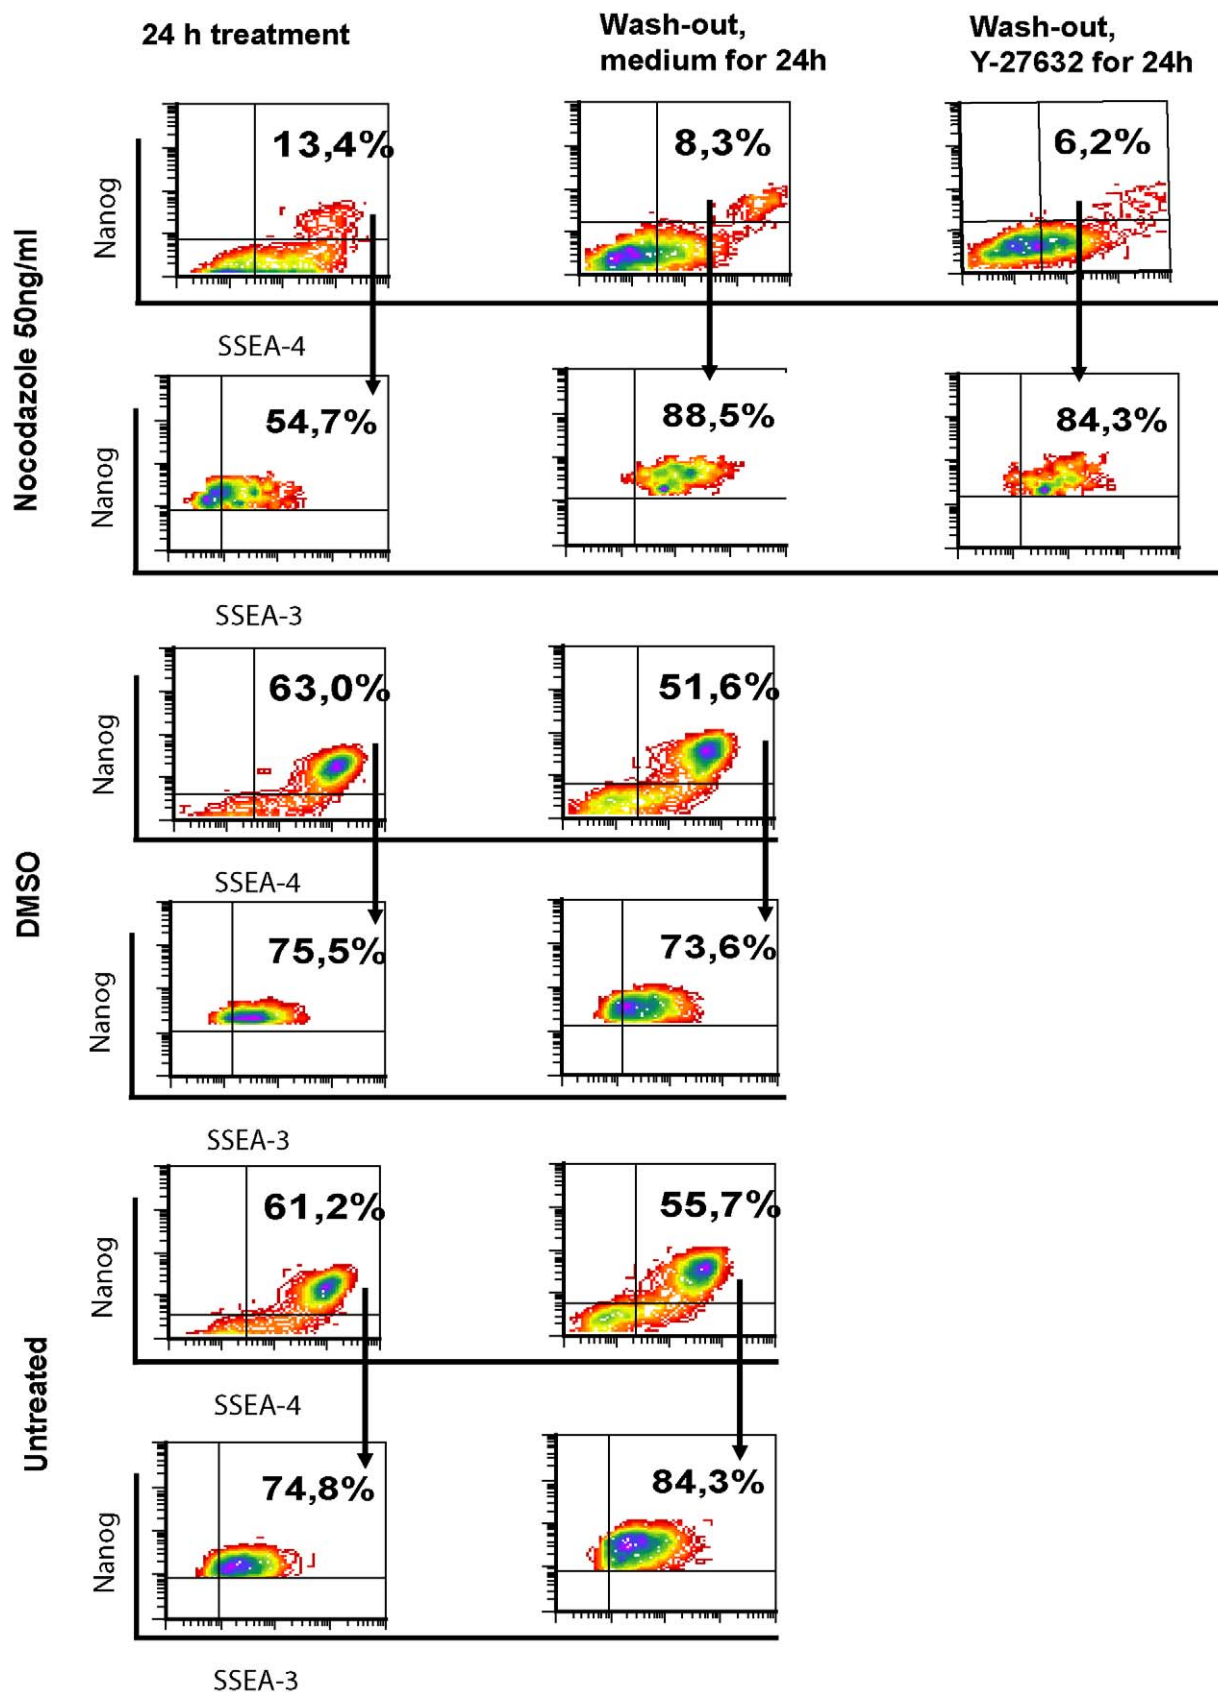 24 h treatment
Wash-out,
medium for 24h
Wash-out,
Y-27632 for 24h
Nocodazole 50ng/ml
Nanog
13,4%
8,3%
6,2%
SSEA-4
Nanog
54,7%
88,5%
84,3%
SSEA-3
DMSO
Nanog
63,0%
51,6%
SSEA-4
Nanog
75,5%
73,6%
SSEA-3
Untreated
Nanog
61,2%
55,7%
SSEA-4
Nanog
74,8%
84,3%
SSEA-3